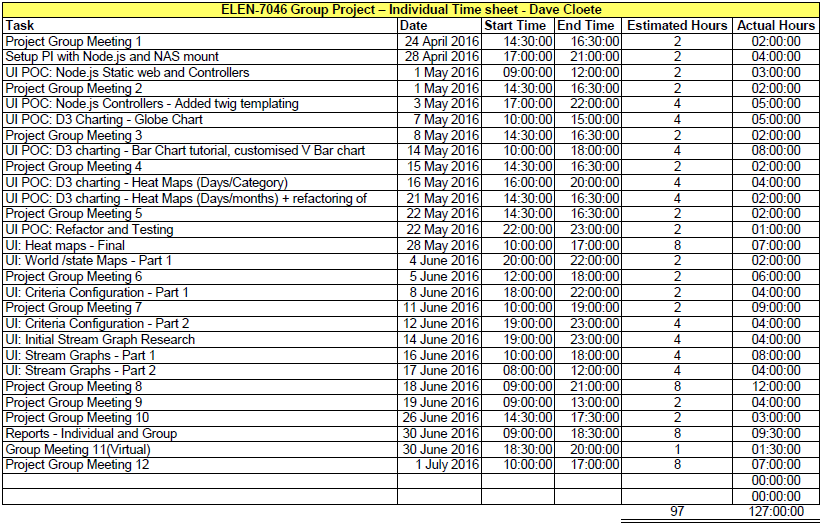 ELEN-7046 Group Project – Individual Time sheet - Dave Cloete
Task Date Start Time End Time Estimated Hours Actual Hours
Project Group Meeting 1 24 April 2016 14:30:00 16:30:00 2 02:00:00
Setup PI with Node.js and NAS mount 28 April 2016 17:00:00 21:00:00 2 04:00:00
UI POC: Node.js Static web and Controllers 1 May 2016 09:00:00 12:00:00 2 03:00:00
Project Group Meeting 2 1 May 2016 14:30:00 16:30:00 2 02:00:00
UI POC: Node.js Controllers - Added twig templating 3 May 2016 17:00:00 22:00:00 4 05:00:00
UI POC: D3 Charting - Globe Chart 7 May 2016 10:00:00 15:00:00 4 05:00:00
Project Group Meeting 3 8 May 2016 14:30:00 16:30:00 2 02:00:00
UI POC: D3 charting - Bar Chart tutorial, customised V Bar chart 14 May 2016 10:00:00 18:00:00 4 08:00:00
Project Group Meeting 4 15 May 2016 14:30:00 16:30:00 2 02:00:00
UI POC: D3 charting - Heat Maps (Days/Category) 16 May 2016 16:00:00 20:00:00 4 04:00:00
UI POC: D3 charting - Heat Maps (Days/months) + refactoring of 21 May 2016 14:30:00 16:30:00 4 02:00:00
Project Group Meeting 5 22 May 2016 14:30:00 16:30:00 2 02:00:00
UI POC: Refactor and Testing 22 May 2016 22:00:00 23:00:00 2 01:00:00
UI: Heat maps - Final 28 May 2016 10:00:00 17:00:00 8 07:00:00
UI: World /state Maps - Part 1 4 June 2016 20:00:00 22:00:00 2 02:00:00
Project Group Meeting 6 5 June 2016 12:00:00 18:00:00 2 06:00:00
UI: Criteria Configuration - Part 1 8 June 2016 18:00:00 22:00:00 2 04:00:00
Project Group Meeting 7 11 June 2016 10:00:00 19:00:00 2 09:00:00
UI: Criteria Configuration - Part 2 12 June 2016 19:00:00 23:00:00 4 04:00:00
UI: Initial Stream Graph Research 14 June 2016 19:00:00 23:00:00 4 04:00:00
UI: Stream Graphs - Part 1 16 June 2016 10:00:00 18:00:00 4 08:00:00
UI: Stream Graphs - Part 2 17 June 2016 08:00:00 12:00:00 4 04:00:00
Project Group Meeting 8 18 June 2016 09:00:00 21:00:00 8 12:00:00
Project Group Meeting 9 19 June 2016 09:00:00 13:00:00 2 04:00:00
Project Group Meeting 10 26 June 2016 14:30:00 17:30:00 2 03:00:00
Reports - Individual and Group 30 June 2016 09:00:00 18:30:00 8 09:30:00
Group Meeting 11(Virtual) 30 June 2016 18:30:00 20:00:00 1 01:30:00
Project Group Meeting 12 1 July 2016 10:00:00 17:00:00 8 07:00:00
00:00:00
00:00:00
97 127:00:00